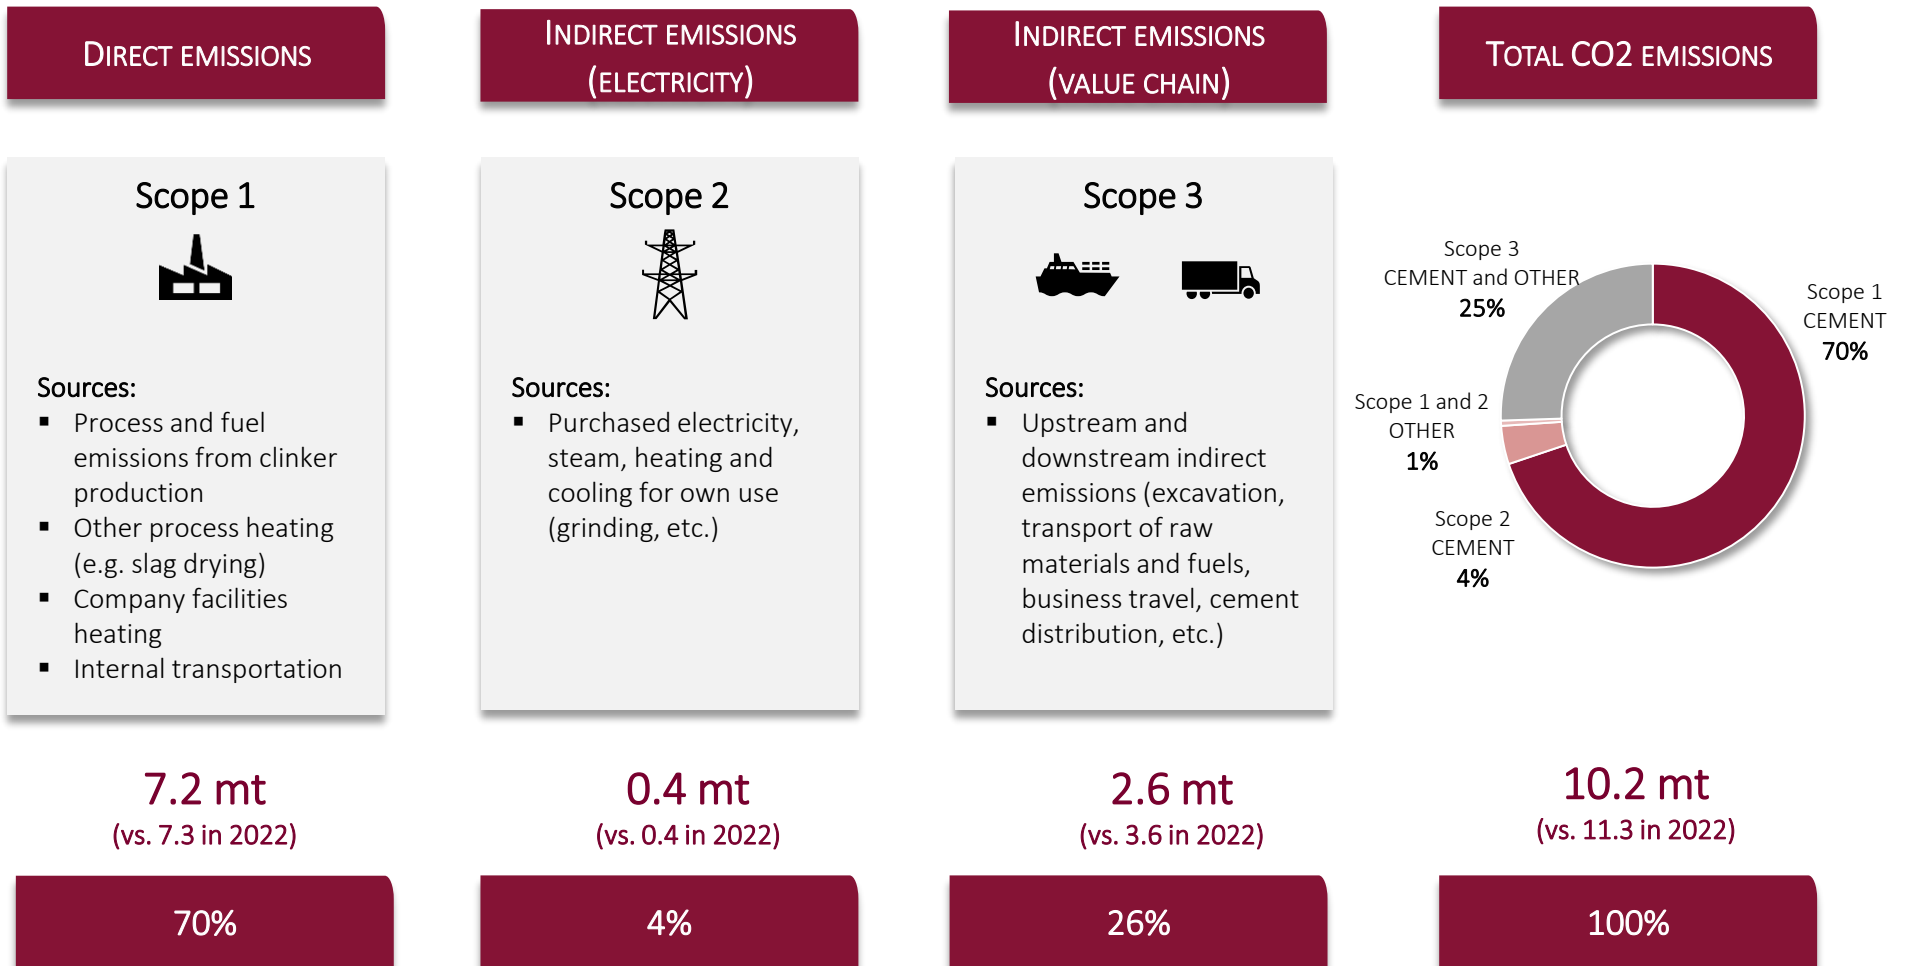 DIRECT EMISSIONS
INDIRECT EMISSIONS
(ELECTRICITY)
INDIRECT EMISSIONS
(VALUE CHAIN)
TOTAL CO2 EMISSIONS
Scope 1
Sources:
▪ Process and fuel
emissions from clinker
production
▪ Other process heating
(e.g. slag drying)
▪ Company facilities
heating
▪ Internal transportation
Scope 2
Sources:
▪ Purchased electricity,
steam, heating and
cooling for own use
(grinding, etc.)
Scope 3
Sources:
▪ Upstream and
downstream indirect
emissions (excavation,
transport of raw
materials and fuels,
business travel, cement
distribution, etc.)
Scope 3
CEMENT and OTHER
25%
Scope 1
CEMENT
70%
Scope 1 and 2
OTHER
1%
Scope 2
CEMENT
4%
7.2 mt
(vs. 7.3 in 2022)
0.4 mt
(vs. 0.4 in 2022)
2.6 mt
(vs. 3.6 in 2022)
10.2 mt
(vs. 11.3 in 2022)
70%
4%
26%
100%